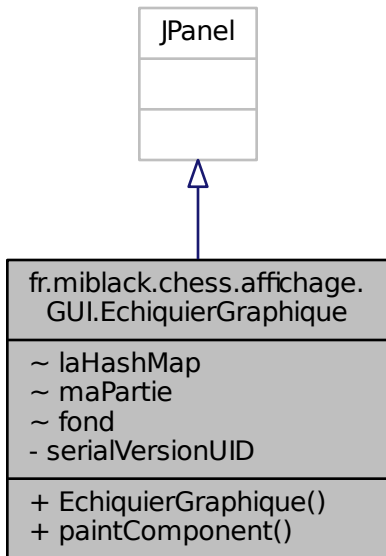 JPanel
fr.miblack.chess.affichage.
GUI.EchiquierGraphique
~ laHashMap
~ maPartie
~ fond
- serialVersionUID
+ EchiquierGraphique()
+ paintComponent()